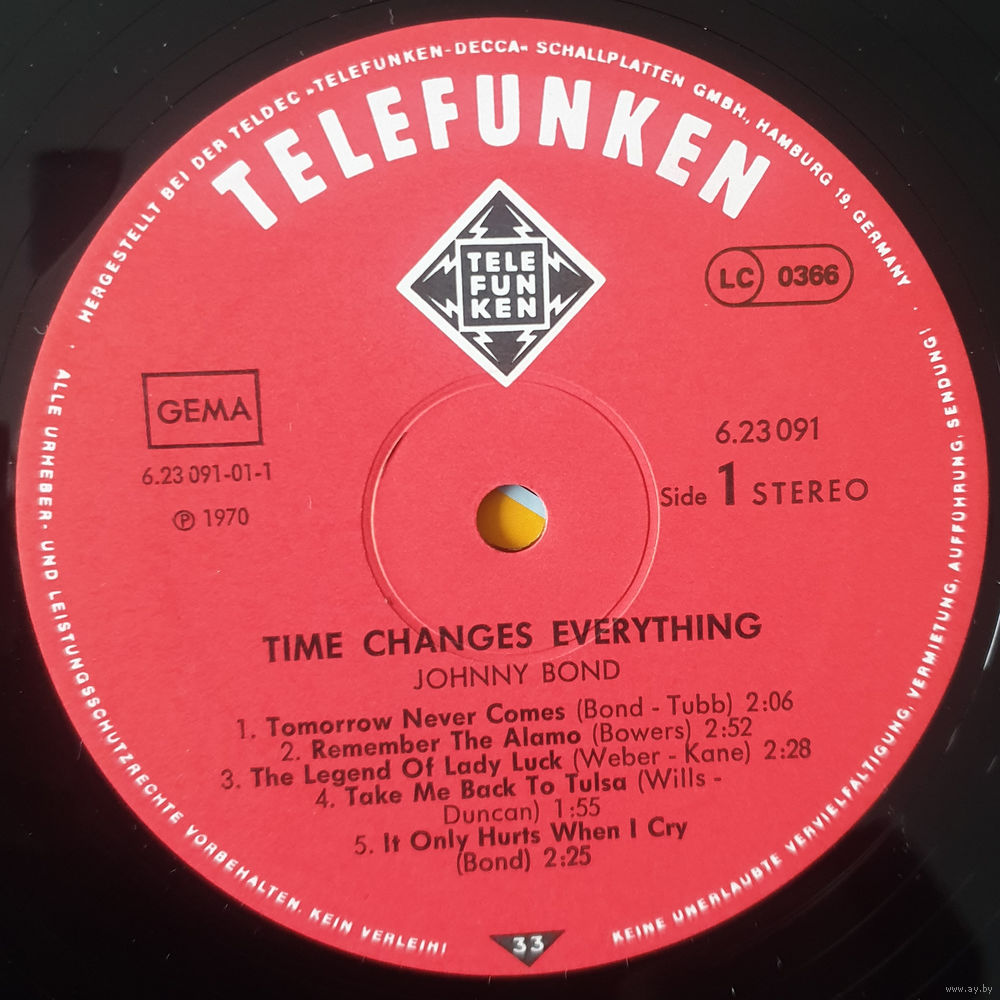 HERGESTELLT BEI DER TELDEC »TELEFUNKEN-DECCA« SCHALLPLATTEN GMBH., HAMBURG 19, GERMANY
TELEFUNKEN
TELE
FUN
KEN
LC 0366
GEMA
6.23 091-01-1
℗ 1970
6.23 091
Side 1 STEREO
TIME CHANGES EVERYTHING
JOHNNY BOND
1. Tomorrow Never Comes (Bond - Tubb) 2:06
2. Remember The Alamo (Bowers) 2:52
3. The Legend Of Lady Luck (Weber - Kane) 2:28
4. Take Me Back To Tulsa (Wills -
Duncan) 1:55
5. It Only Hurts When I Cry
(Bond) 2:25
· ALLE URHEBER- UND LEISTUNGSSCHUTZRECHTE VORBEHALTEN. KEIN VERLEIH!
33
KEINE UNERLAUBTE VERVIELFÄLTIGUNG, VERMIETUNG, AUFFÜHRUNG, SENDUNG! ·
www.ay.by